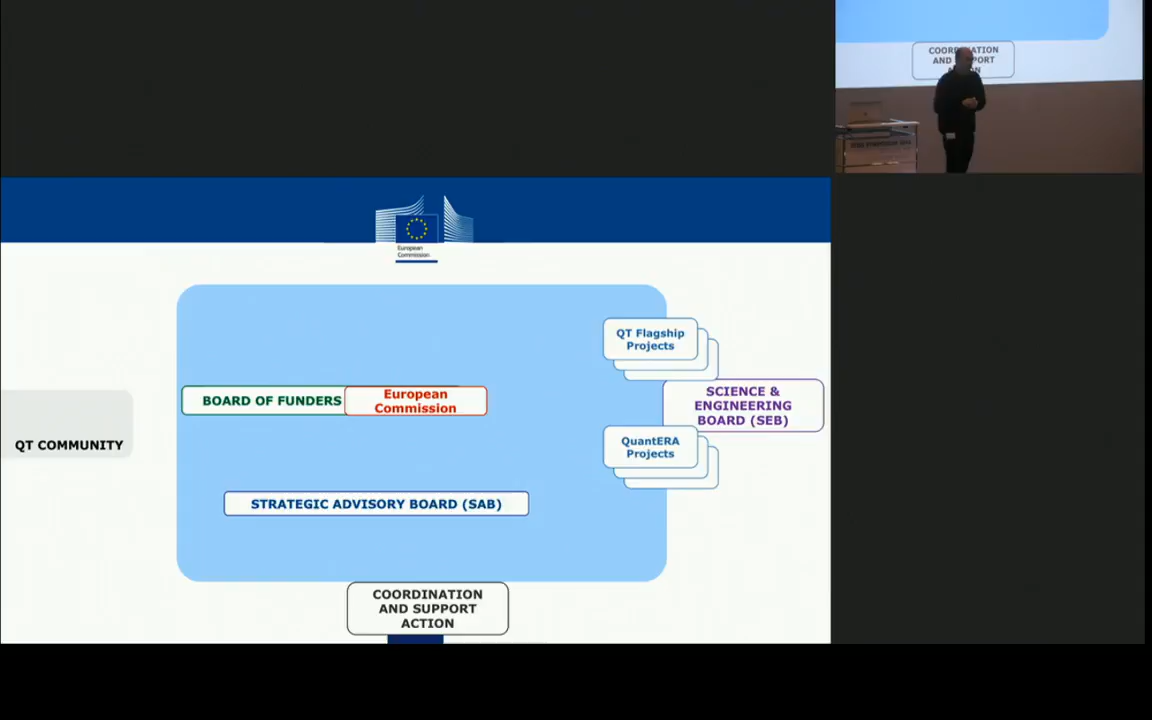 COORDINATION
AND SUPPORT
European
Commission
QT Flagship
Projects
BOARD OF FUNDERS
European
Commission
SCIENCE &
ENGINEERING
BOARD (SEB)
QT COMMUNITY
QuantERA
Projects
STRATEGIC ADVISORY BOARD (SAB)
COORDINATION
AND SUPPORT
ACTION